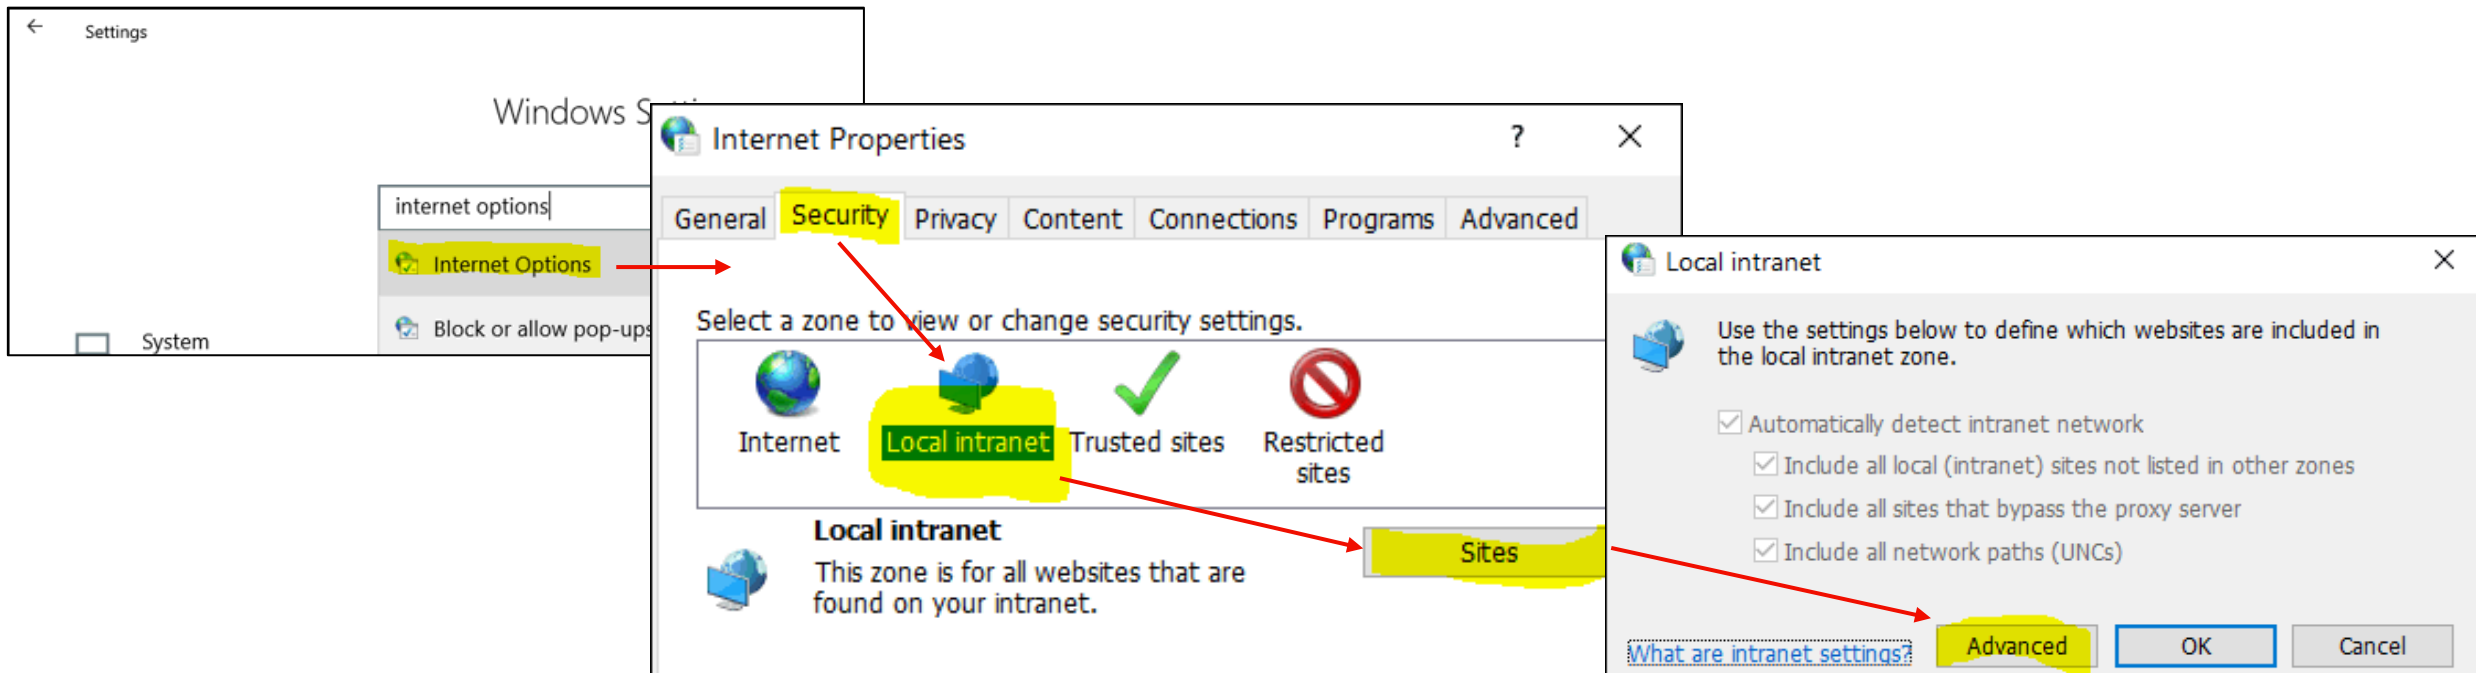 Settings
Windows S
internet options
Internet Options
Block or allow pop-ups
System
Internet Properties
?
General Security Privacy Content Connections Programs Advanced
Select a zone to view or change security settings.
Internet
Local intranet
Trusted sites
Restricted
sites
Local intranet
This zone is for all websites that are
found on your intranet.
Sites
Local intranet
Use the settings below to define which websites are included in
the local intranet zone.
Automatically detect intranet network
Include all local (intranet) sites not listed in other zones
Include all sites that bypass the proxy server
Include all network paths (UNCs)
What are intranet settings?
Advanced
OK
Cancel